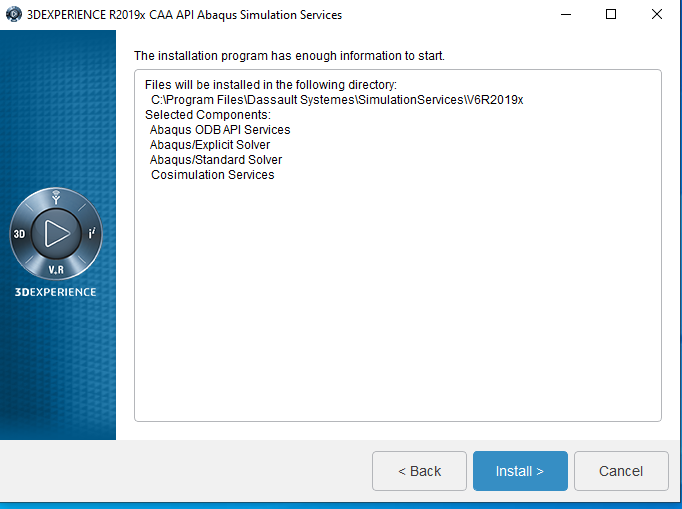 3DEXPERIENCE R2019x CAA API Abaqus Simulation Services
The installation program has enough information to start.
Files will be installed in the following directory:
C:\Program Files\Dassault Systemes\SimulationServices\V6R2019x
Selected Components:
Abaqus ODB API Services
Abaqus/Explicit Solver
Abaqus/Standard Solver
Cosimulation Services
3D
i²
V.R
3DEXPERIENCE
< Back
Install >
Cancel